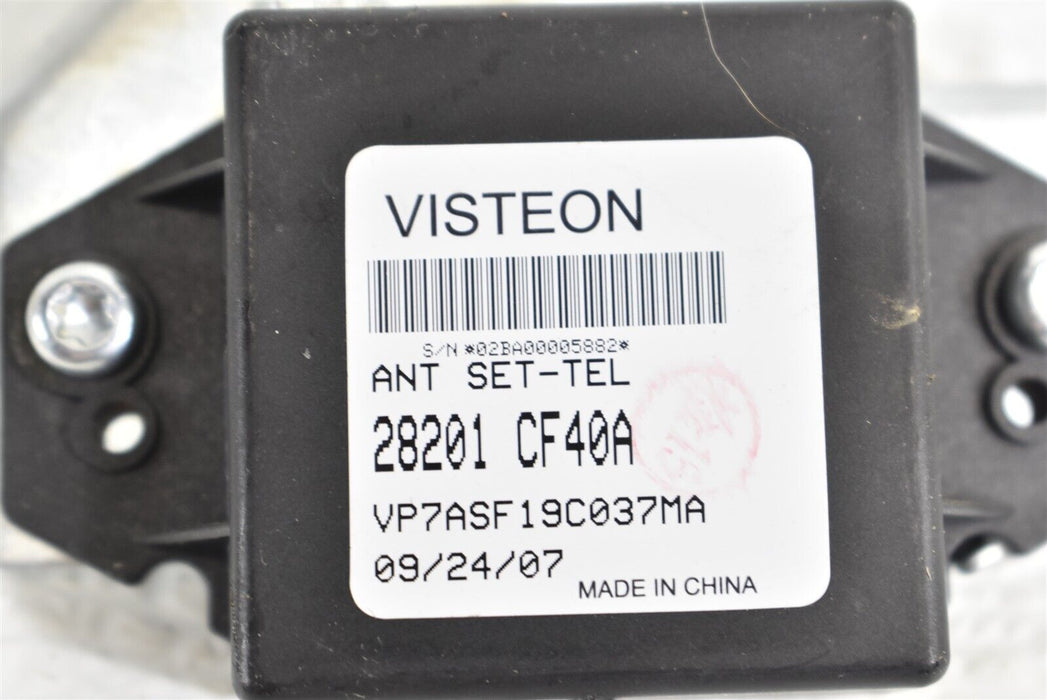 VISTEON
S/N *02BA00005882*
ANT SET-TEL
28201 CF40A
VP7ASF19C037MA
09/24/07
MADE IN CHINA